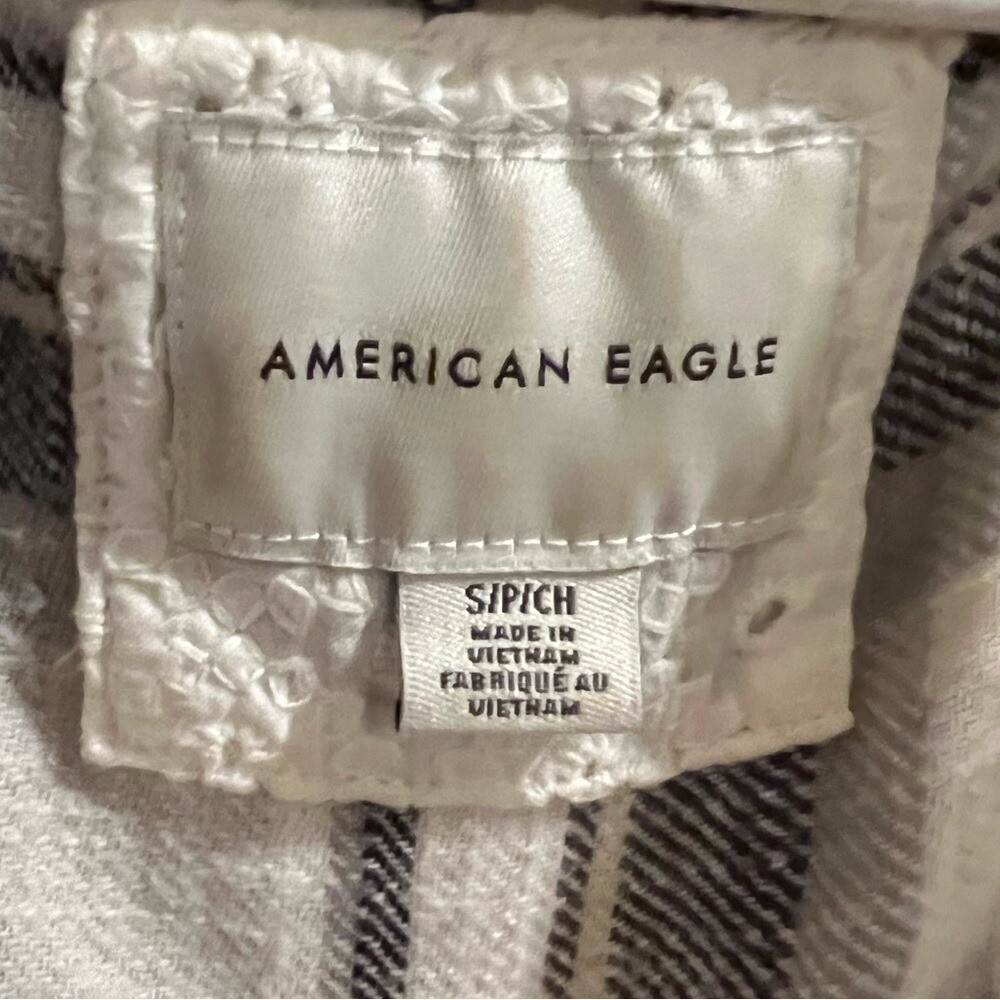 AMERICAN EAGLE
S/P/CH
MADE IN
VIETNAM
FABRIQUÉ AU
VIETNAM